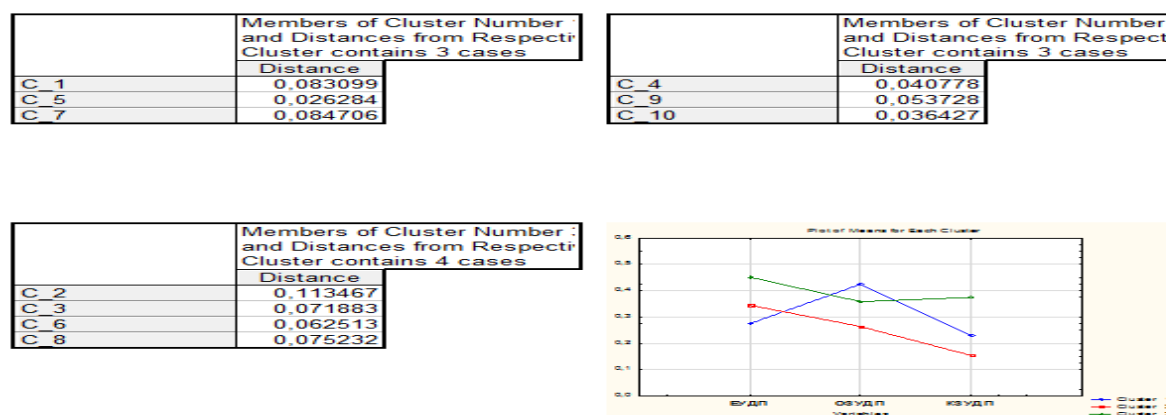 Members of Cluster Number
and Distances from Respecti
Cluster contains 3 cases
Distance
C_1 0,083099
C_5 0,026284
C_7 0,084706
Members of Cluster Number
and Distances from Respect
Cluster contains 3 cases
Distance
C_4 0,040778
C_9 0,053728
C_10 0,036427
Members of Cluster Number
and Distances from Respecti
Cluster contains 4 cases
Distance
C_2 0,113467
C_3 0,071883
C_6 0,062513
C_8 0,075232
Plot of Means for Each Cluster
0,6
0,5
0,4
0,3
0,2
0,1
0,0
ЕУДП ОЗУДП КЗУДП
Variables
Cluster
Cluster
Cluster